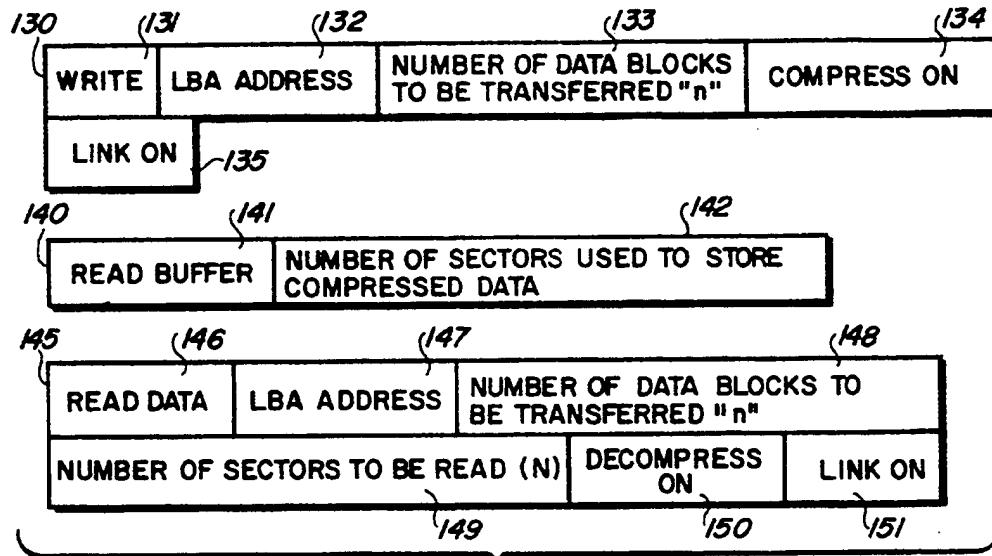 130 131 132 133 134
WRITE LBA ADDRESS NUMBER OF DATA BLOCKS TO BE TRANSFERRED "n" COMPRESS ON
LINK ON 135
140 141 142
READ BUFFER NUMBER OF SECTORS USED TO STORE COMPRESSED DATA
145 146 147 148
READ DATA LBA ADDRESS NUMBER OF DATA BLOCKS TO BE TRANSFERRED "n"
NUMBER OF SECTORS TO BE READ (N) DECOMPRESS ON LINK ON
149 150 151